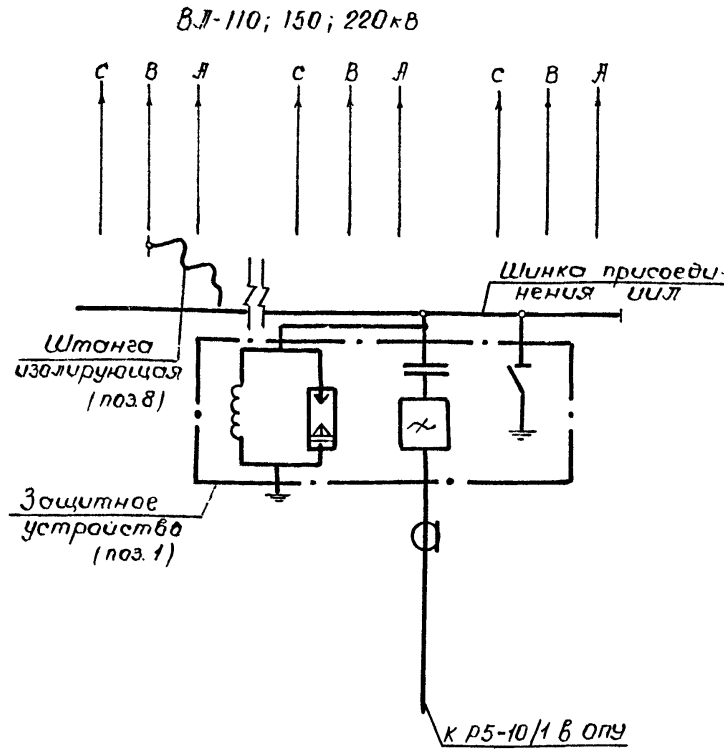 ВЛ-110; 150; 220кв
С В А С В А С В А
Шинка присоеди-
нения ИПЛ
Штанга
изолирующая
(поз.8)
Защитное
устройство
(поз.1)
К Р5-10/1 в ОПУ